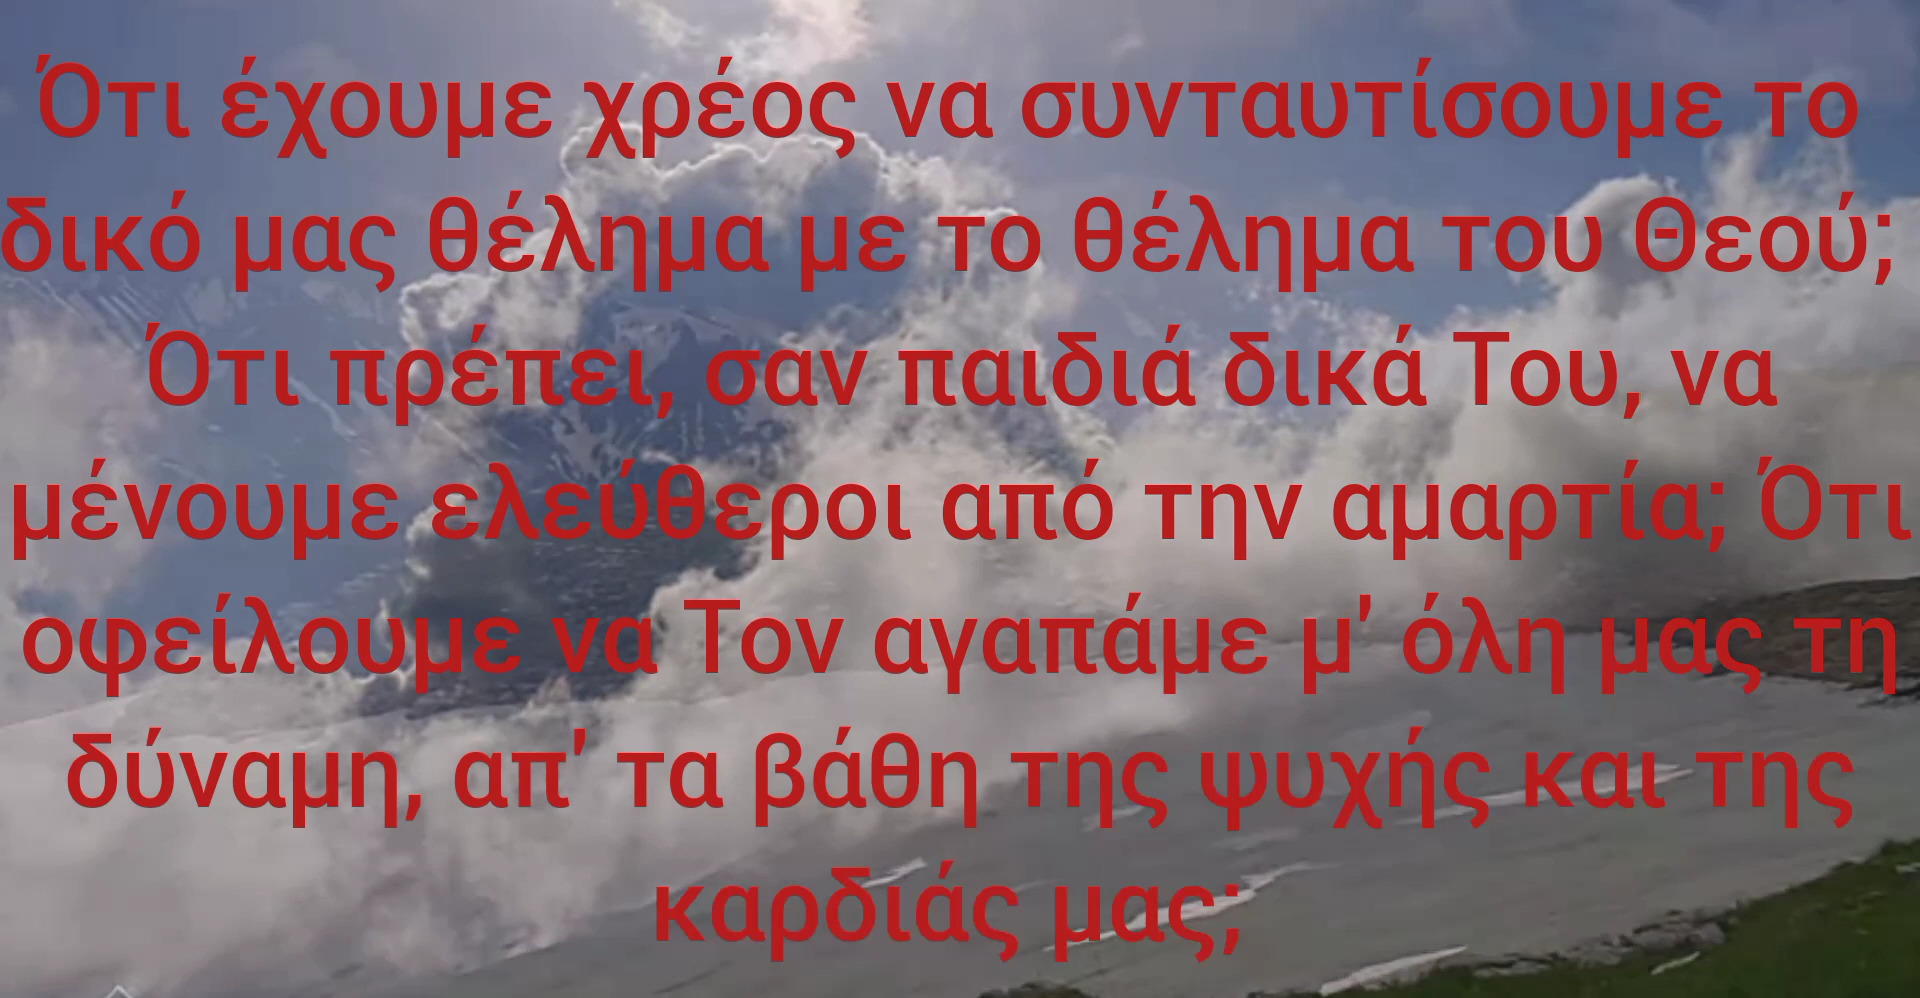 Ότι έχουμε χρέος να συνταυτίσουμε το
δικό μας θέλημα με το θέλημα του Θεού;
Ότι πρέπει, σαν παιδιά δικά Του, να
μένουμε ελεύθεροι από την αμαρτία; Ότι
οφείλουμε να Τον αγαπάμε μ' όλη μας τη
δύναμη, απ' τα βάθη της ψυχής και της
καρδιάς μας;